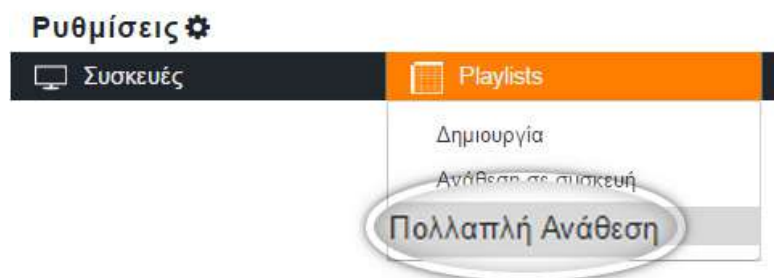 Ρυθμίσεις
Συσκευές Playlists
Δημιουργία
Ανάθεση σε συσκευή
Πολλαπλή Ανάθεση